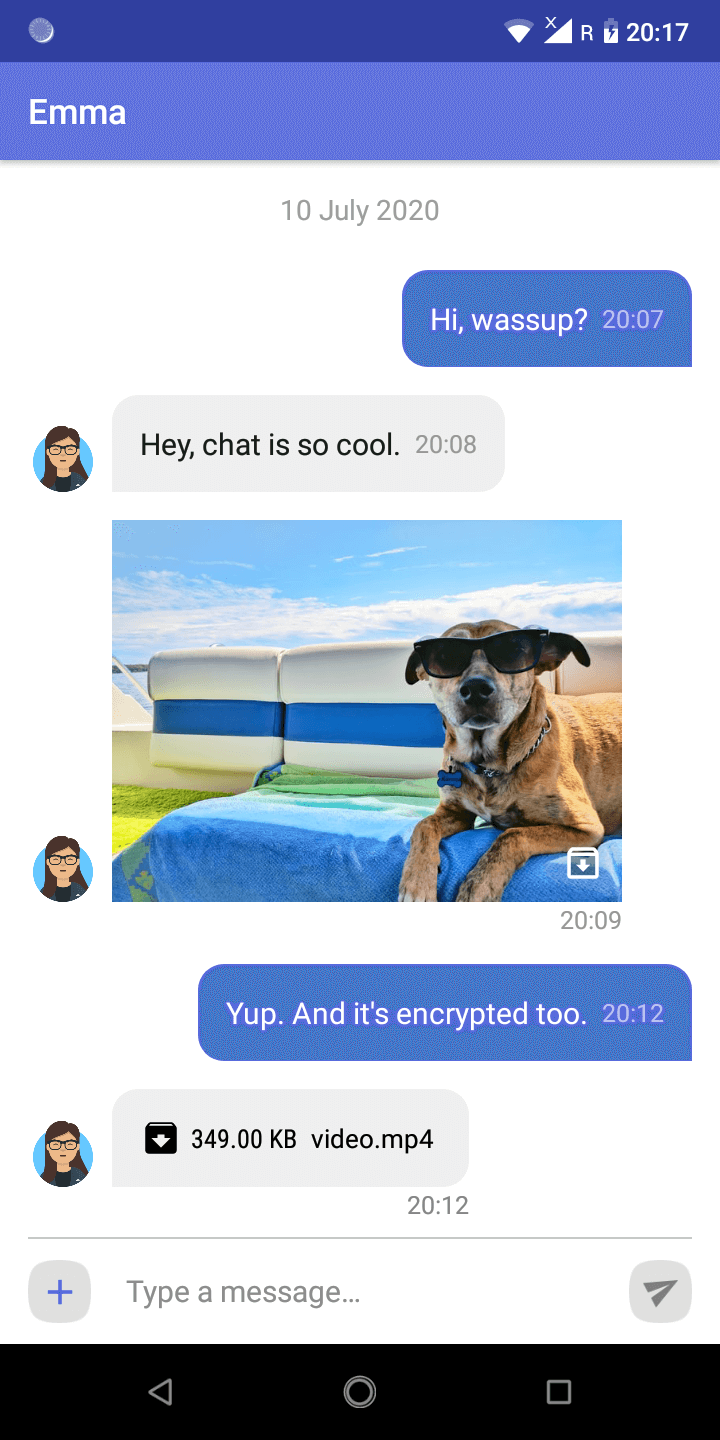 R 20:17
Emma
10 July 2020
Hi, wassup? 20:07
Hey, chat is so cool. 20:08
20:09
Yup. And it's encrypted too. 20:12
349.00 KB video.mp4
20:12
Type a message...